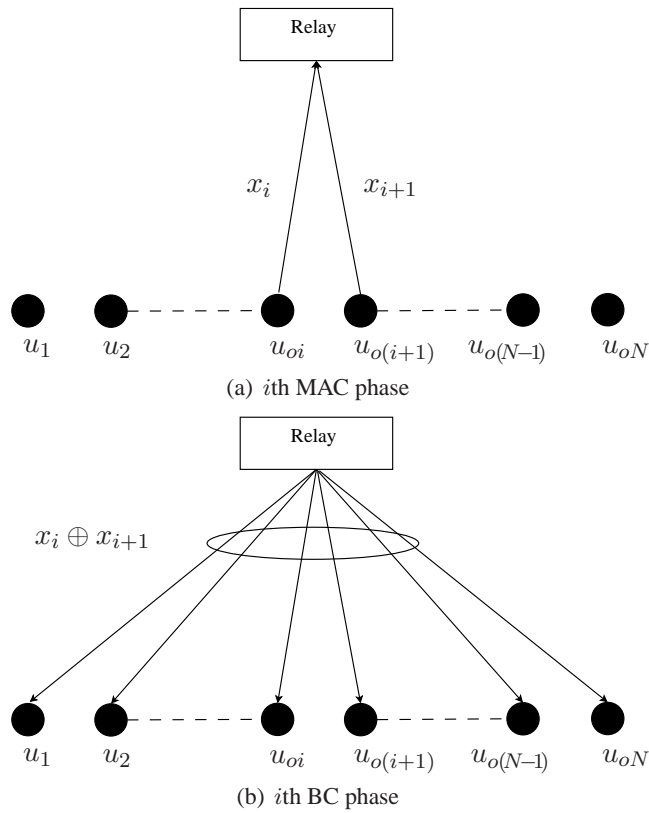 Relay
x_i x_{i+1}
u_1 u_2 u_{oi} u_{o(i+1)} u_{o(N−1)} u_{oN}
(a) ith MAC phase
Relay
x_i ⊕ x_{i+1}
u_1 u_2 u_{oi} u_{o(i+1)} u_{o(N−1)} u_{oN}
(b) ith BC phase